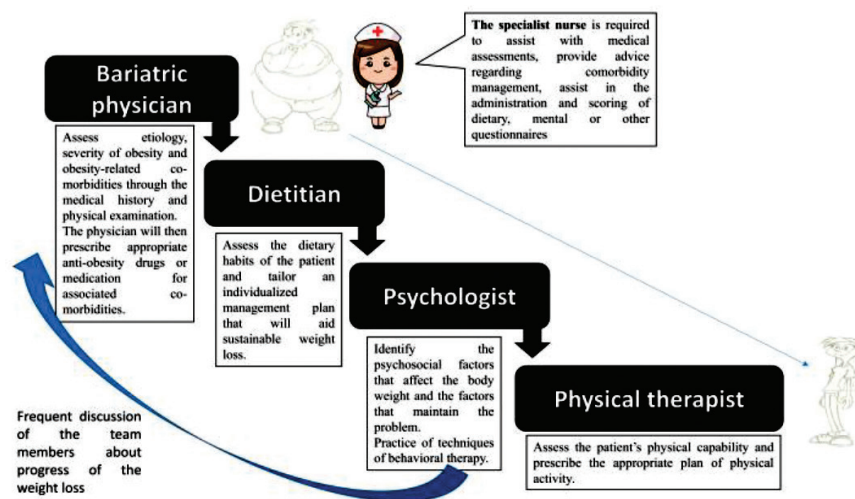 The specialist nurse is required
to assist with medical
assessments, provide advice
regarding comorbidity
management, assist in the
administration and scoring of
dietary, mental or other
questionnaires
Bariatric
physician
Assess etiology,
severity of obesity and
obesity-related co-
morbidities through the
medical history and
physical examination.
The physician will then
prescribe appropriate
anti-obesity drugs or
medication for
associated co-
morbidities.
Dietitian
Assess the dietary
habits of the patient
and tailor an
individualized
management plan
that will aid
sustainable weight
loss.
Psychologist
Identify the
psychosocial factors
that affect the body
weight and the factors
that maintain the
problem.
Practice of techniques
of behavioral therapy.
Physical therapist
Assess the patient's physical capability and
prescribe the appropriate plan of physical
activity.
Frequent discussion
of the team
members about
progress of the
weight loss